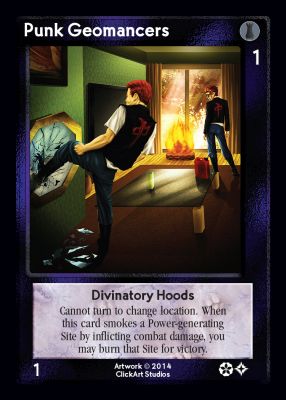 Punk Geomancers
1
Divinatory Hoods
Cannot turn to change location. When
this card smokes a Power-generating
Site by inflicting combat damage, you
may burn that Site for victory.
1
Artwork © 2014
ClickArt Studios